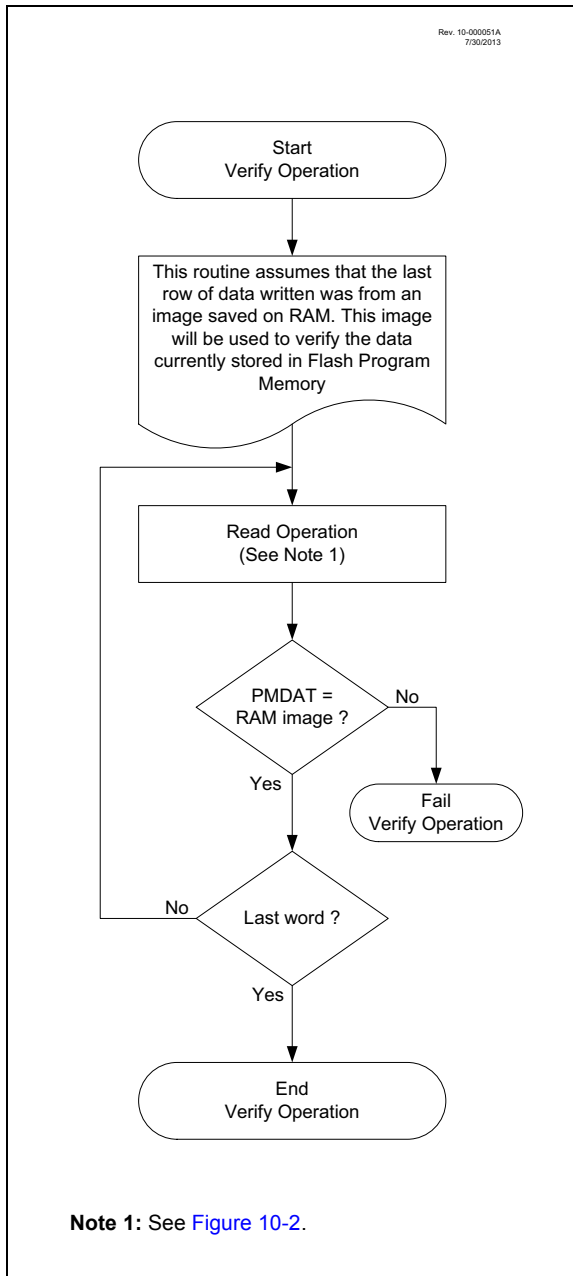 Rev. 10-000051A
7/30/2013
Start
Verify Operation
This routine assumes that the last
row of data written was from an
image saved on RAM. This image
will be used to verify the data
currently stored in Flash Program
Memory
Read Operation
(See Note 1)
PMDAT =
RAM image ?
No
Yes
Fail
Verify Operation
No
Last word ?
Yes
End
Verify Operation
Note 1: See Figure 10-2.